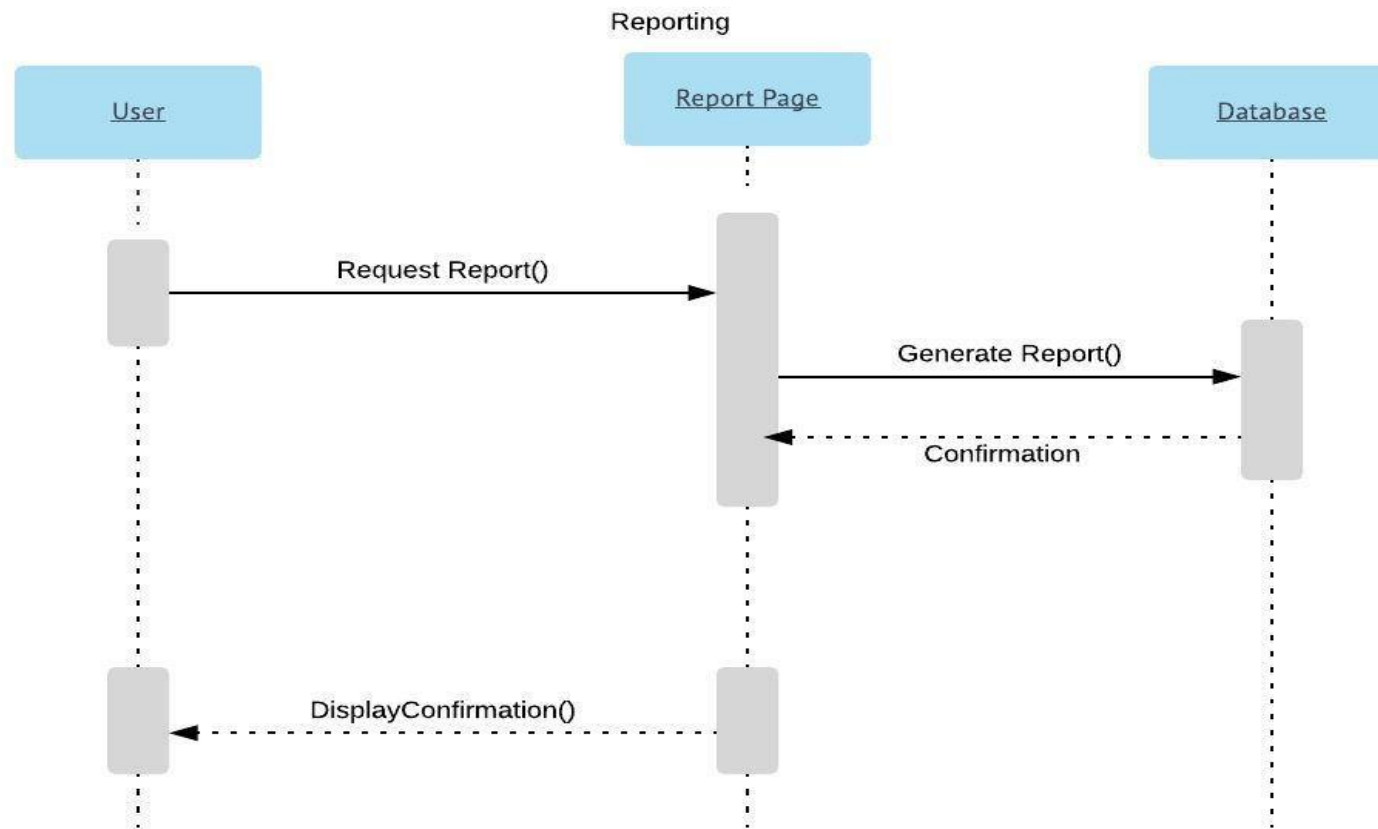 Reporting
User
Report Page
Database
Request Report()
Generate Report()
Confirmation
DisplayConfirmation()